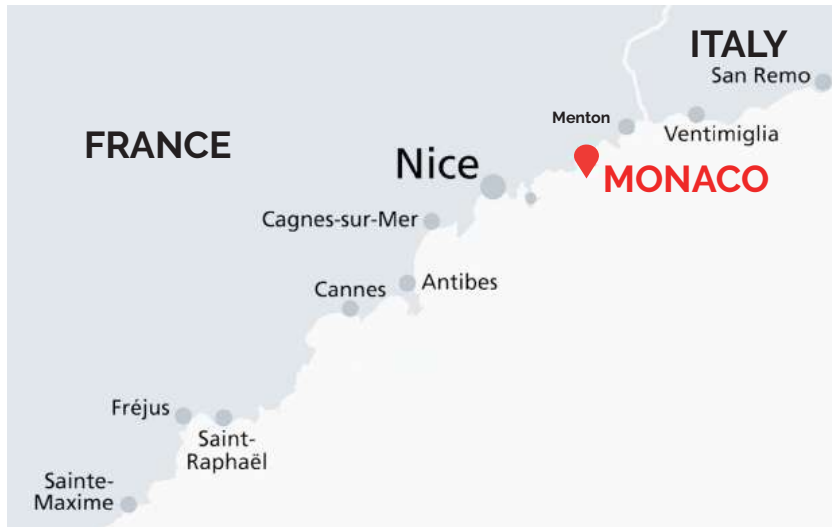 ITALY
San Remo
Menton
Ventimiglia
FRANCE
Nice
MONACO
Cagnes-sur-Mer
Antibes
Cannes
Fréjus
Saint-
Raphaël
Sainte-
Maxime